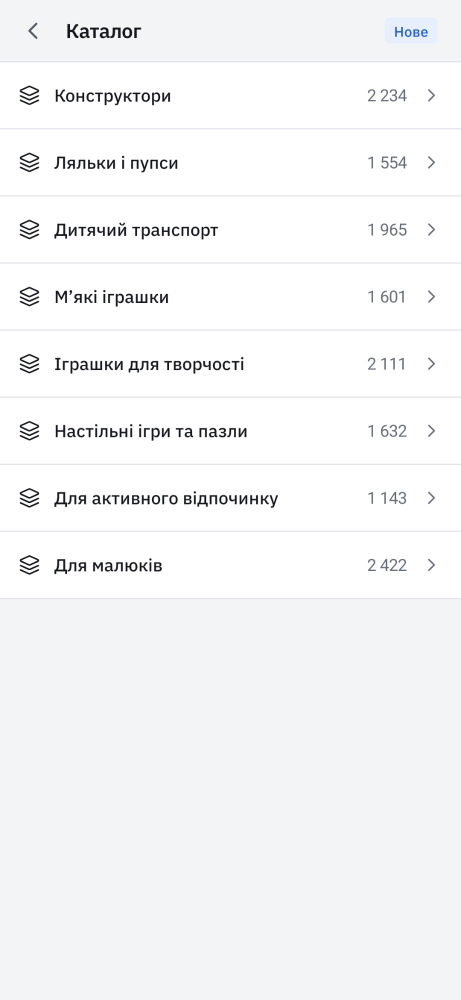 Каталог Нове
Конструктори 2 234
Ляльки і пупси 1 554
Дитячий транспорт 1 965
М’які іграшки 1 601
Іграшки для творчості 2 111
Настільні ігри та пазли 1 632
Для активного відпочинку 1 143
Для малюків 2 422